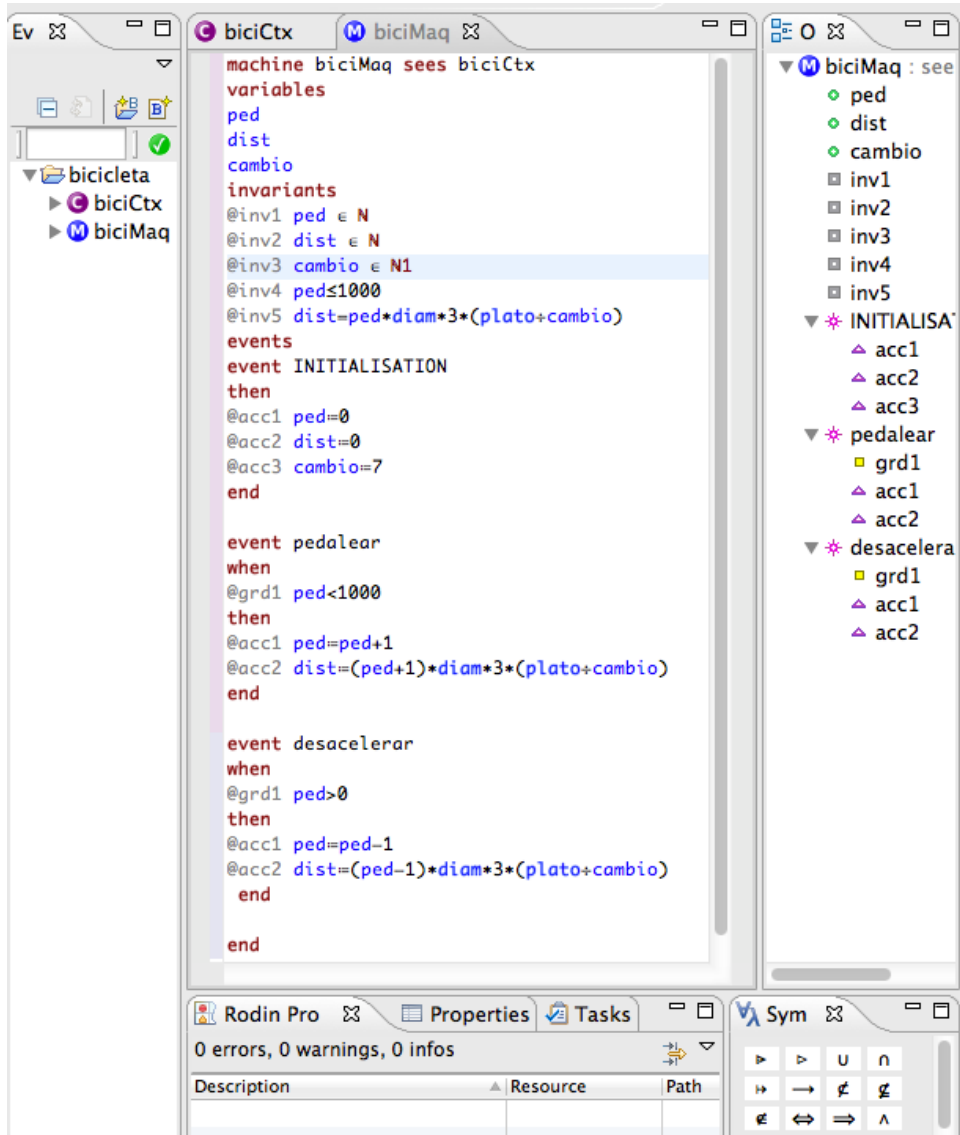 Ev
bicicleta
biciCtx
biciMaq
biciCtx
biciMaq
machine biciMaq sees biciCtx
variables
ped
dist
cambio
invariants
@inv1 ped ∈ N
@inv2 dist ∈ N
@inv3 cambio ∈ N1
@inv4 ped≤1000
@inv5 dist=ped*diam*3*(plato÷cambio)
events
event INITIALISATION
then
@acc1 ped≔0
@acc2 dist≔0
@acc3 cambio≔7
end
event pedalear
when
@grd1 ped<1000
then
@acc1 ped≔ped+1
@acc2 dist≔(ped+1)*diam*3*(plato÷cambio)
end
event desacelerar
when
@grd1 ped>0
then
@acc1 ped≔ped−1
@acc2 dist≔(ped−1)*diam*3*(plato÷cambio)
end
end
O
biciMaq : see
ped
dist
cambio
inv1
inv2
inv3
inv4
inv5
INITIALISA
acc1
acc2
acc3
pedalear
grd1
acc1
acc2
desacelera
grd1
acc1
acc2
Rodin Pro Properties Tasks
0 errors, 0 warnings, 0 infos
Description Resource Path
Sym
⩥ ▷ ∪ ∩
↦ → ⊄ ⊈
∉ ⇔ ⇒ ∧